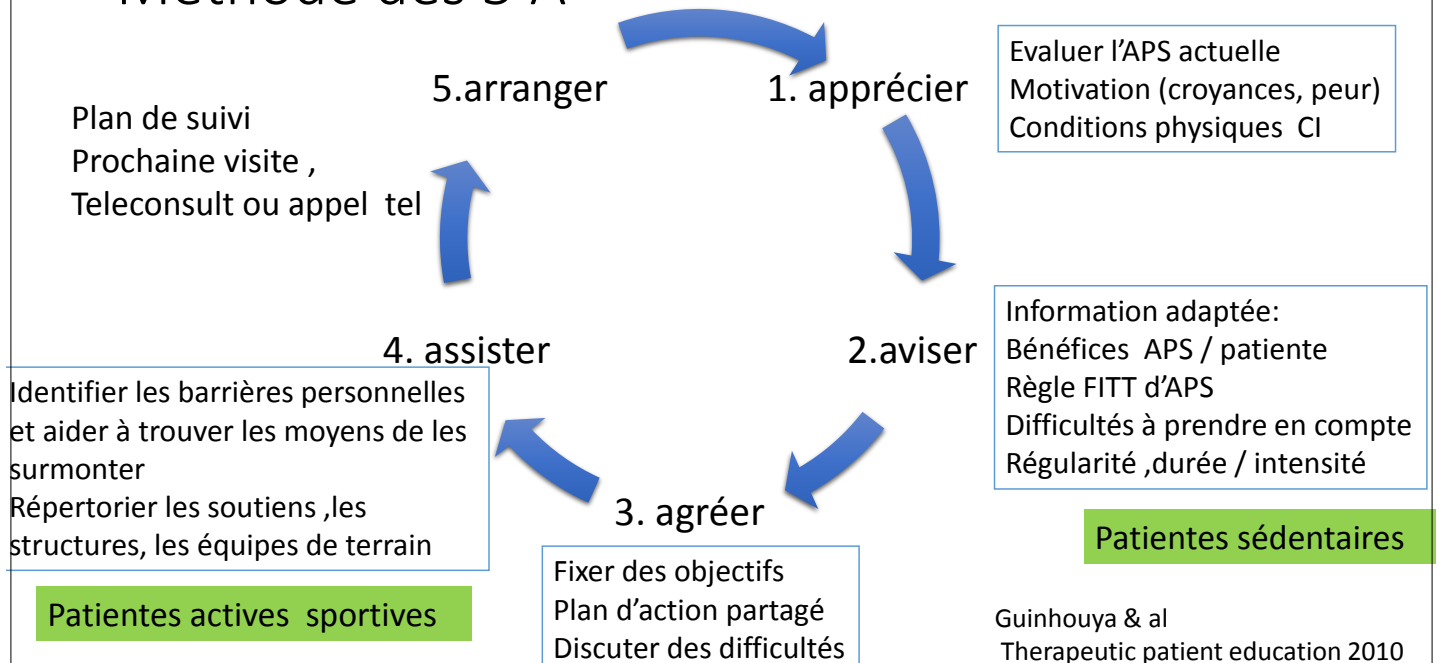 Méthode des 5 A
5.arranger
1. apprécier
Evaluer l’APS actuelle
Motivation (croyances, peur)
Conditions physiques CI
Plan de suivi
Prochaine visite ,
Teleconsult ou appel tel
4. assister
2.aviser
Information adaptée:
Bénéfices APS / patiente
Règle FITT d’APS
Difficultés à prendre en compte
Régularité ,durée / intensité
Identifier les barrières personnelles
et aider à trouver les moyens de les
surmonter
Répertorier les soutiens ,les
structures, les équipes de terrain
3. agréer
Fixer des objectifs
Plan d’action partagé
Discuter des difficultés
Patientes sédentaires
Patientes actives sportives
Guinhouya & al
Therapeutic patient education 2010